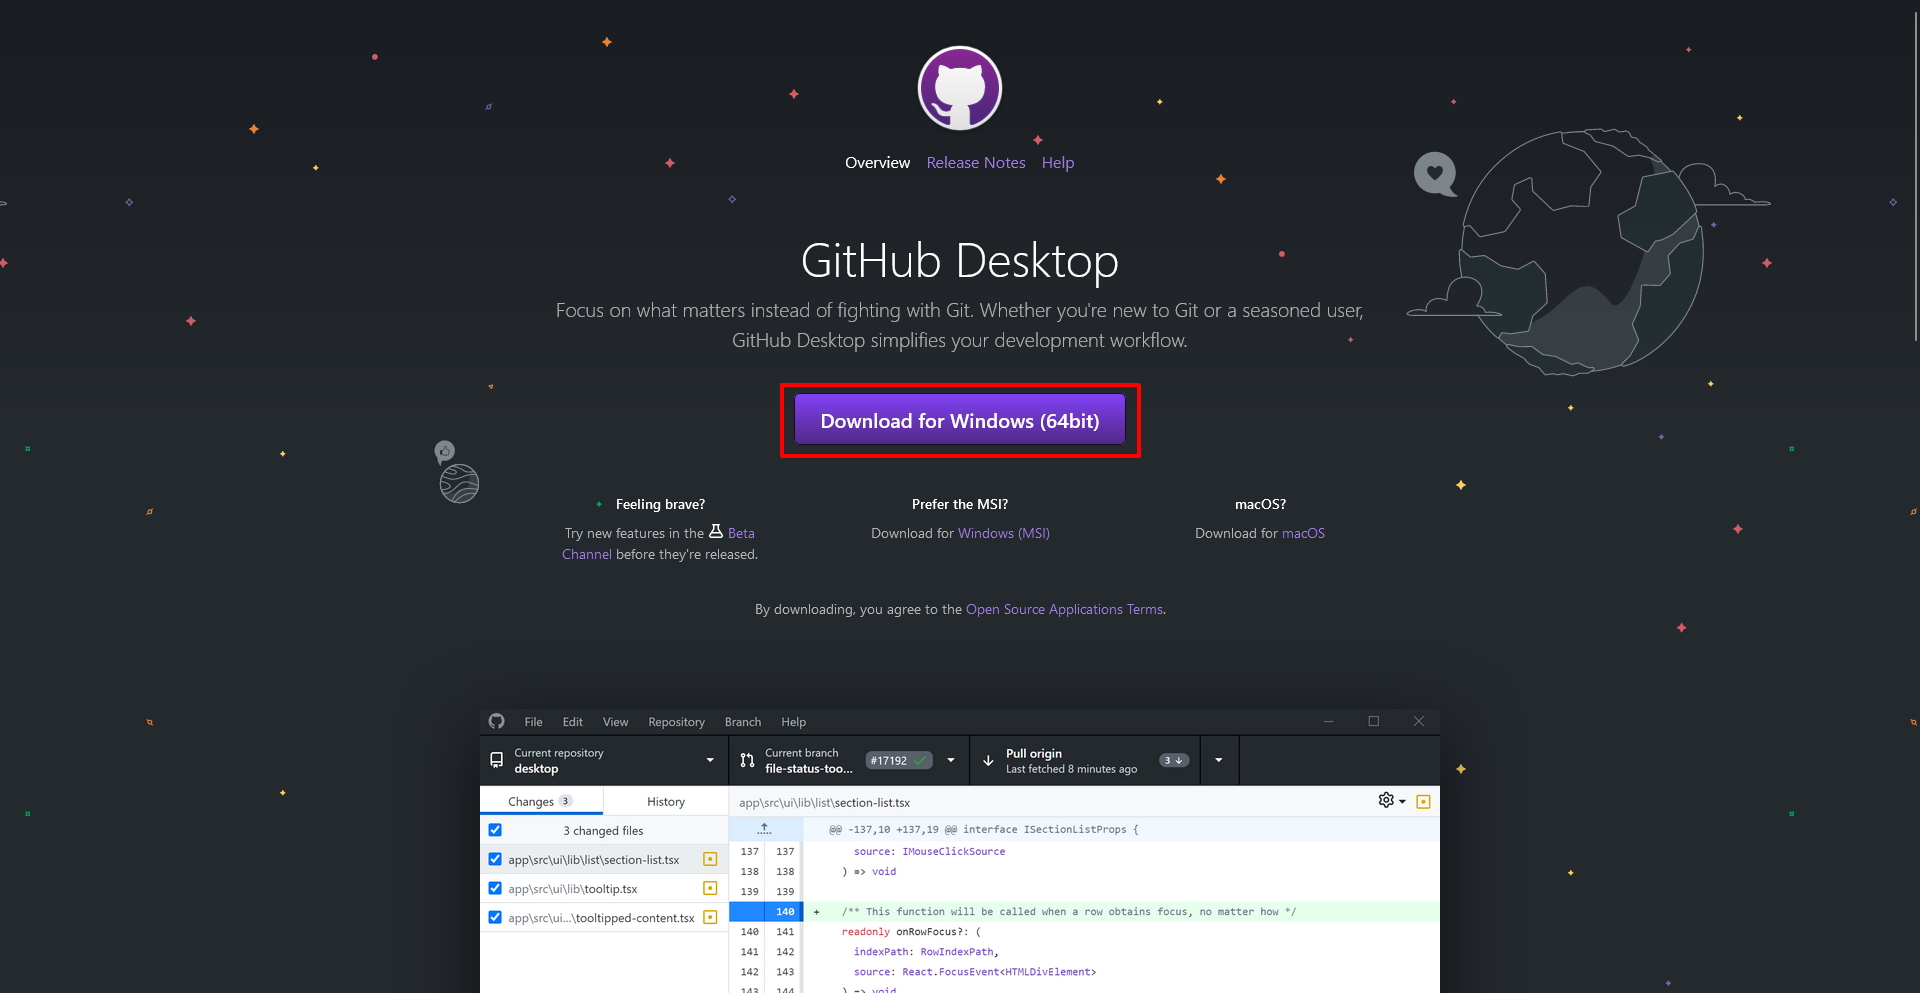 Overview Release Notes Help
GitHub Desktop
Focus on what matters instead of fighting with Git. Whether you're new to Git or a seasoned user,
GitHub Desktop simplifies your development workflow.
Download for Windows (64bit)
Feeling brave?
Try new features in the Beta
Channel before they're released.
Prefer the MSI?
Download for Windows (MSI)
macOS?
Download for macOS
By downloading, you agree to the Open Source Applications Terms.
File Edit View Repository Branch Help
Current repository
desktop
Current branch
file-status-too...
#17192
Pull origin
Last fetched 8 minutes ago
3
Changes 3
History
3 changed files
app\src\ui\lib\list\section-list.tsx
app\src\ui\lib\tooltip.tsx
app\src\ui...\tooltipped-content.tsx
app\src\ui\lib\list\section-list.tsx
@@ -137,10 +137,19 @@ interface ISectionListProps {
137 137 source: IMouseClickSource
138 138 ) => void
139 139
140 + /** This function will be called when a row obtains focus, no matter how */
140 141 readonly onRowFocus?: (
141 142 indexPath: RowIndexPath,
142 143 source: React.FocusEvent<HTMLDivElement>
143 144 ) => void